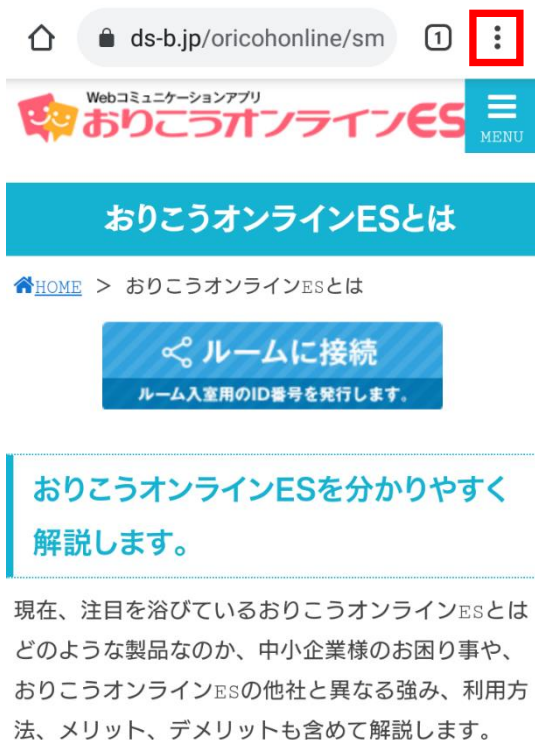 ds-b.jp/oricohonline/sm
1
Webコミュニケーションアプリ
おりこうオンラインES
MENU
おりこうオンラインESとは
HOME > おりこうオンラインESとは
ルームに接続
ルーム入室用のID番号を発行します。
おりこうオンラインESを分かりやすく
解説します。
現在、注目を浴びているおりこうオンラインESとは
どのような製品なのか、中小企業様のお困り事や、
おりこうオンラインESの他社と異なる強み、利用方
法、メリット、デメリットも含めて解説します。